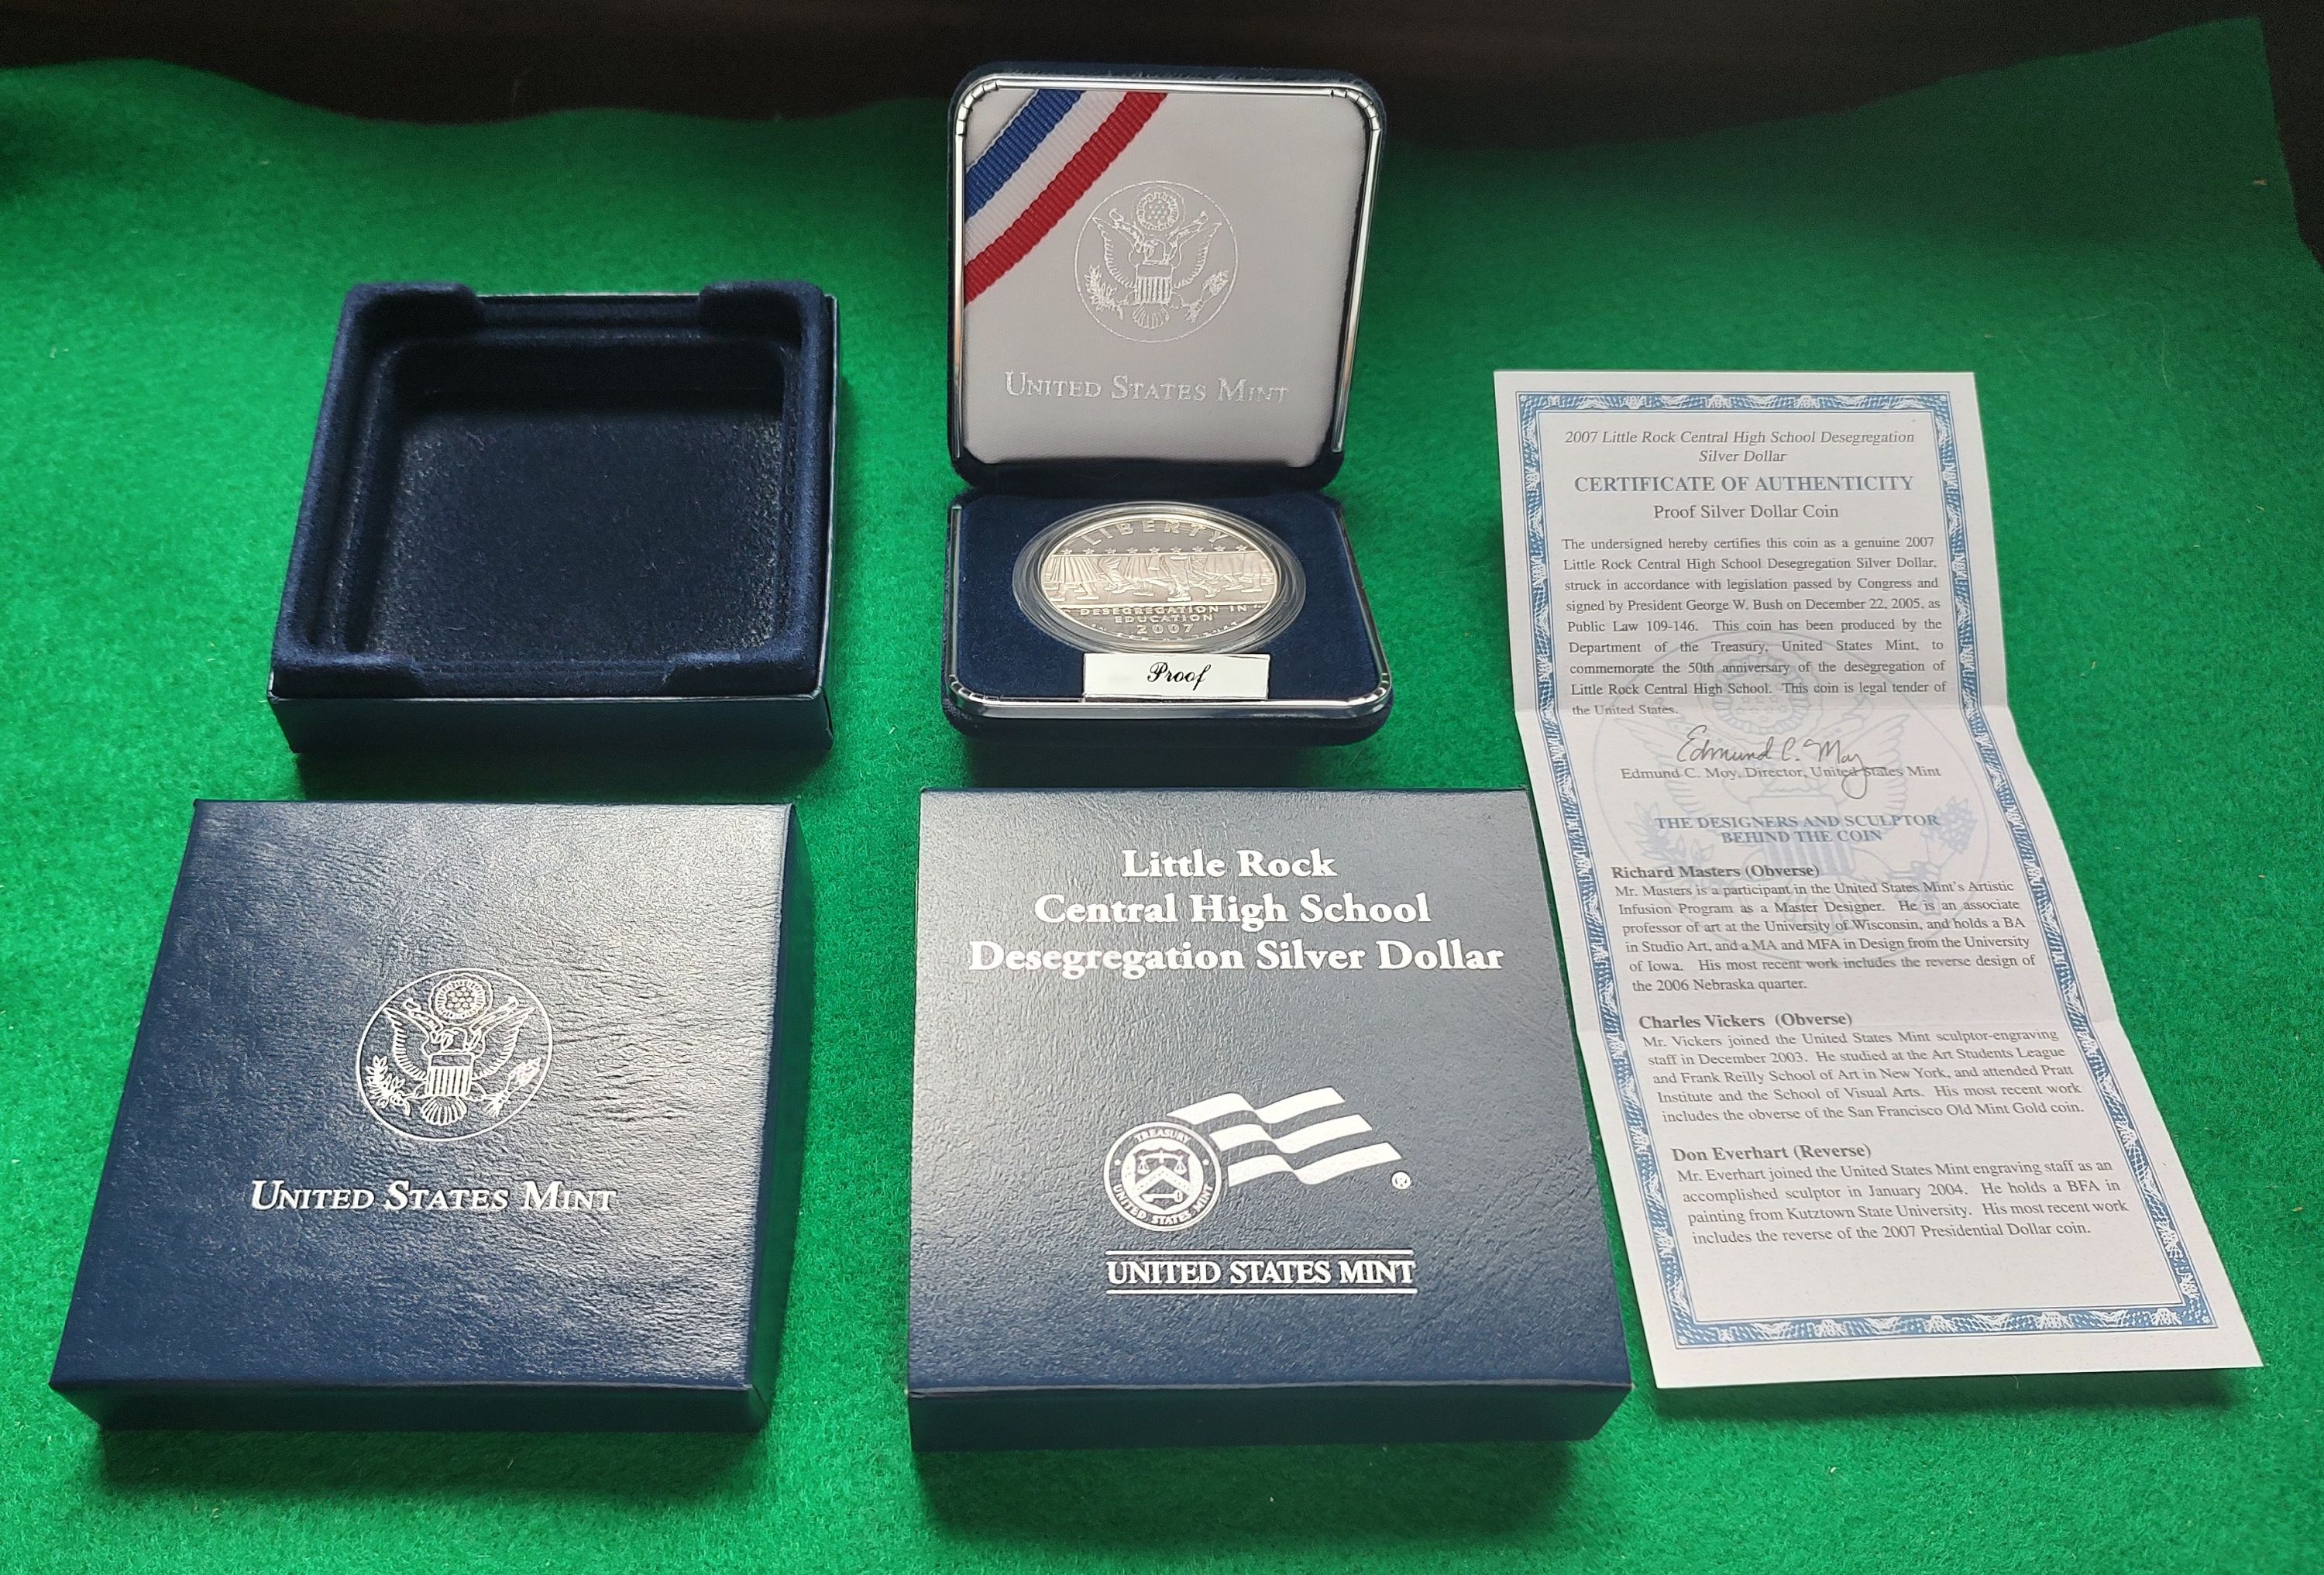 UNITED STATES MINT
LIBERTY
DESEGREGATION IN
EDUCATION
2007
Proof
UNITED STATES MINT
Little Rock
Central High School
Desegregation Silver Dollar
TREASURY
UNITED STATES MINT
®
UNITED STATES MINT
2007 Little Rock Central High School Desegregation
Silver Dollar
CERTIFICATE OF AUTHENTICITY
Proof Silver Dollar Coin
The undersigned hereby certifies this coin as a genuine 2007
Little Rock Central High School Desegregation Silver Dollar,
struck in accordance with legislation passed by Congress and
signed by President George W. Bush on December 22, 2005, as
Public Law 109-146. This coin has been produced by the
Department of the Treasury, United States Mint, to
commemorate the 50th anniversary of the desegregation of
Little Rock Central High School. This coin is legal tender of
the United States.
Edmund C. Moy
Edmund C. Moy, Director, United States Mint
THE DESIGNERS AND SCULPTOR
BEHIND THE COIN
Richard Masters (Obverse)
Mr. Masters is a participant in the United States Mint's Artistic
Infusion Program as a Master Designer. He is an associate
professor of art at the University of Wisconsin, and holds a BA
in Studio Art, and a MA and MFA in Design from the University
of Iowa. His most recent work includes the reverse design of
the 2006 Nebraska quarter.
Charles Vickers (Obverse)
Mr. Vickers joined the United States Mint sculptor-engraving
staff in December 2003. He studied at the Art Students League
and Frank Reilly School of Art in New York, and attended Pratt
Institute and the School of Visual Arts. His most recent work
includes the obverse of the San Francisco Old Mint Gold coin.
Don Everhart (Reverse)
Mr. Everhart joined the United States Mint engraving staff as an
accomplished sculptor in January 2004. He holds a BFA in
painting from Kutztown State University. His most recent work
includes the reverse of the 2007 Presidential Dollar coin.